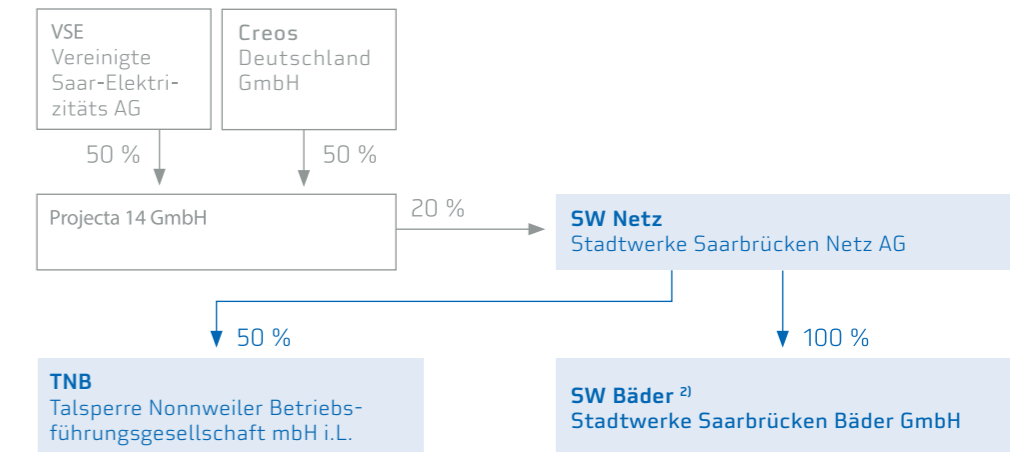 VSE
Vereinigte
Saar-Elektri-
zitäts AG
Creos
Deutschland
GmbH
50 %
50 %
Projecta 14 GmbH
20 %
SW Netz
Stadtwerke Saarbrücken Netz AG
50 %
100 %
TNB
Talsperre Nonnweiler Betriebs-
führungsgesellschaft mbH i.L.
SW Bäder 2)
Stadtwerke Saarbrücken Bäder GmbH